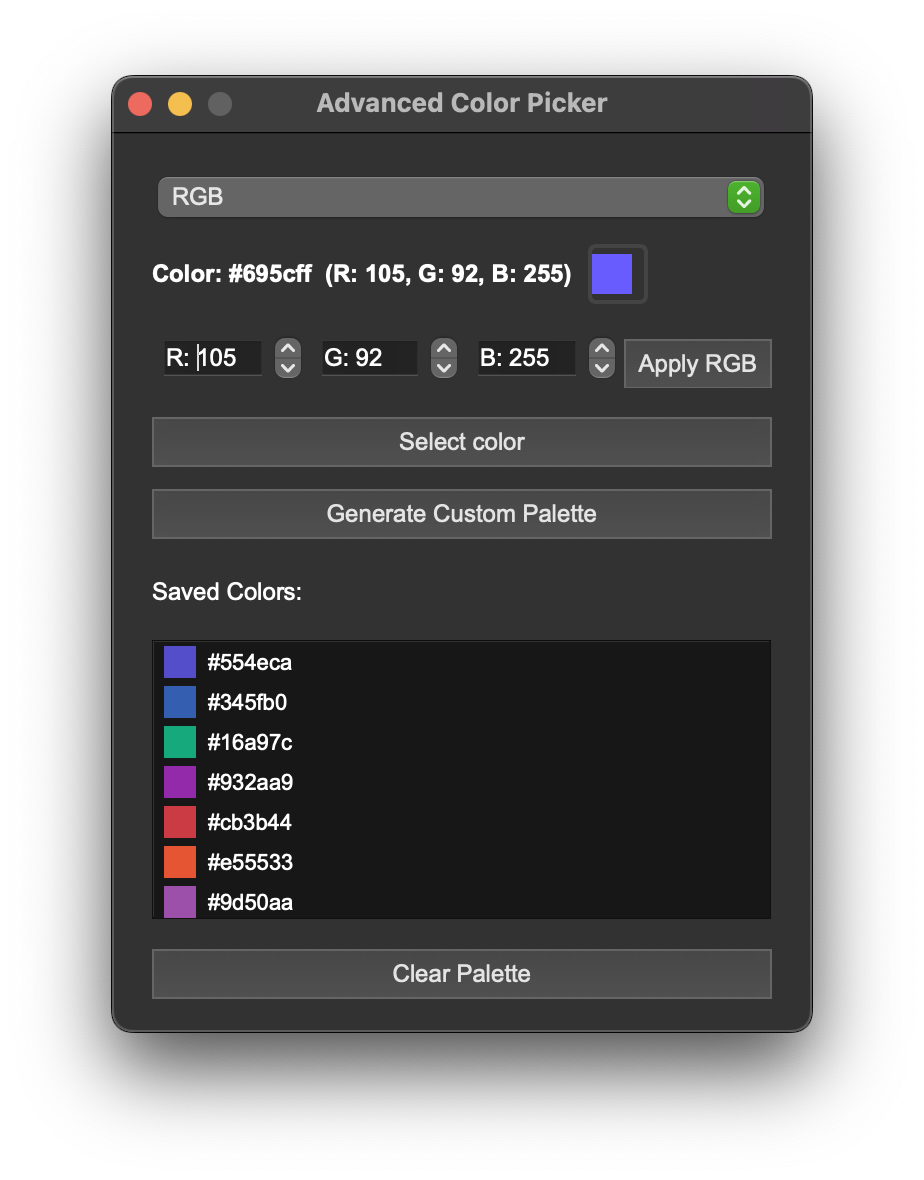 Advanced Color Picker
RGB
Color: #695cff (R: 105, G: 92, B: 255)
R: 105 G: 92 B: 255 Apply RGB
Select color
Generate Custom Palette
Saved Colors:
#554eca
#345fb0
#16a97c
#932aa9
#cb3b44
#e55533
#9d50aa
Clear Palette